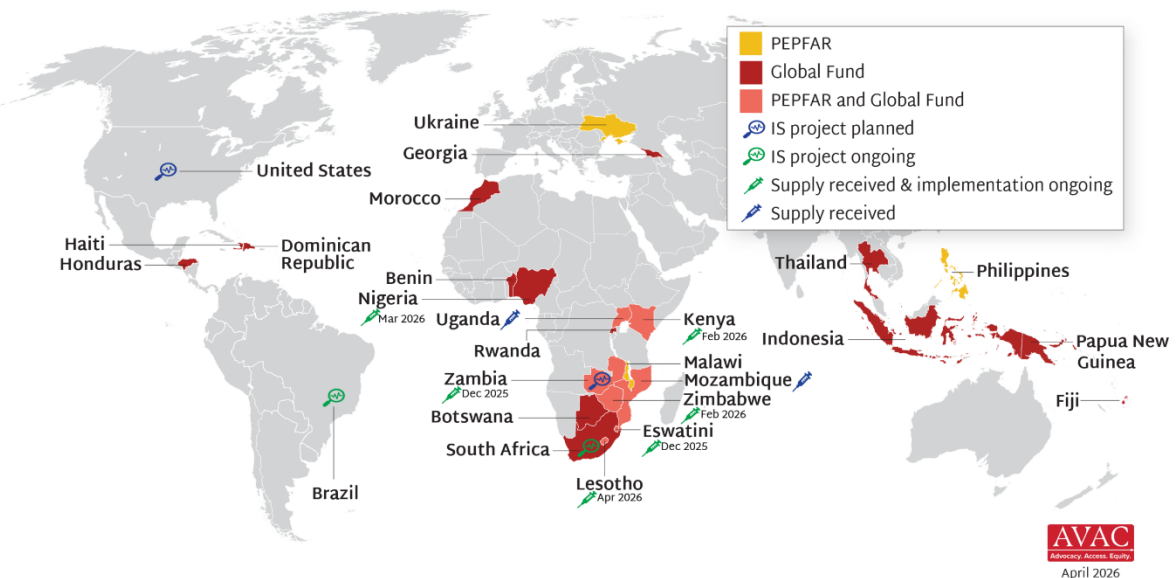 PEPFAR
Global Fund
PEPFAR and Global Fund
IS project planned
IS project ongoing
Supply received & implementation ongoing
Supply received
Ukraine
Georgia
United States
Morocco
Haiti
Honduras
Dominican
Republic
Benin
Nigeria
Mar 2026
Uganda
Rwanda
Kenya
Feb 2026
Malawi
Zambia
Dec 2025
Mozambique
Zimbabwe
Feb 2026
Botswana
Eswatini
Dec 2025
South Africa
Lesotho
Apr 2026
Brazil
Thailand
Philippines
Indonesia
Papua New
Guinea
Fiji
AVAC
Advocacy. Access. Equity.
April 2026